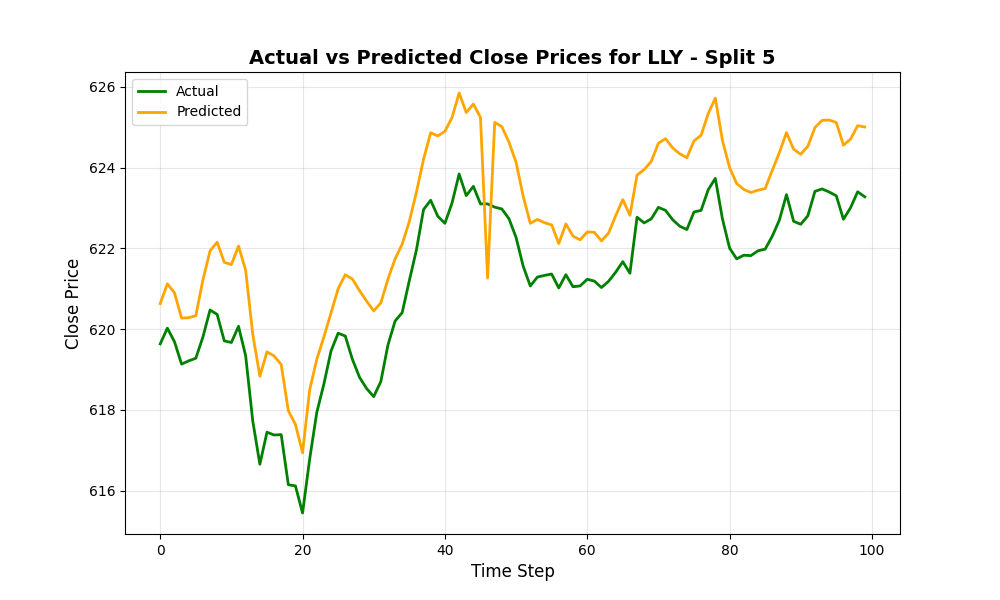 Actual vs Predicted Close Prices for LLY - Split 5
Actual
Predicted
Close Price
626
624
622
620
618
616
0 20 40 60 80 100
Time Step